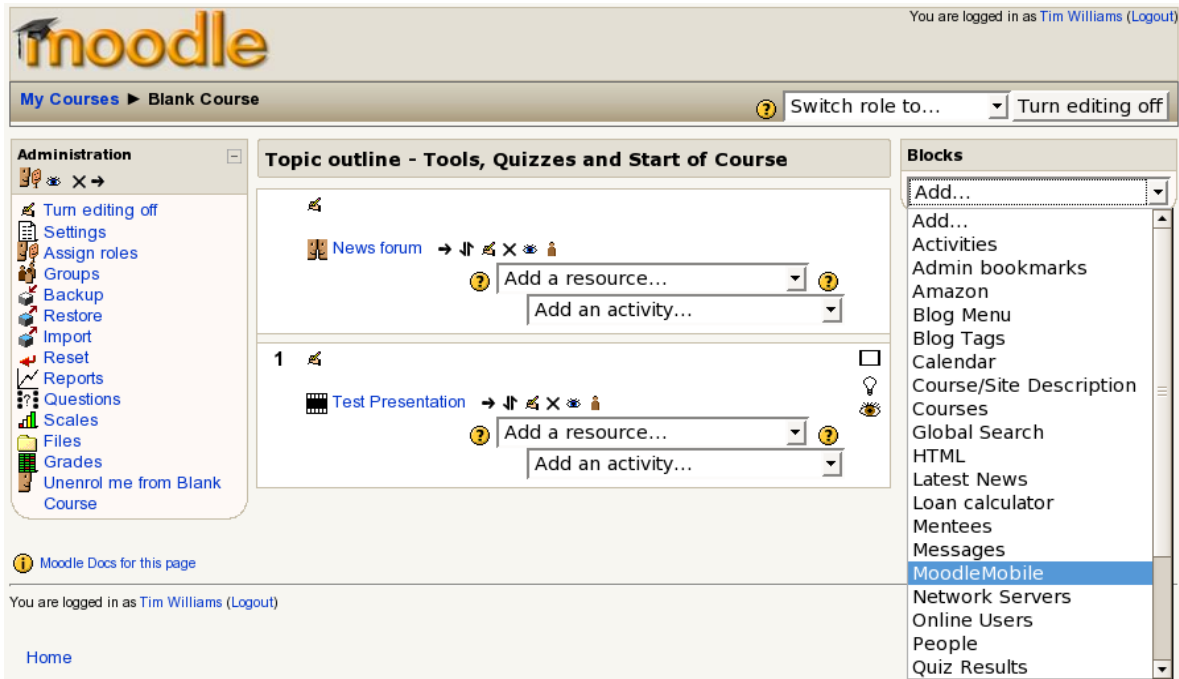 You are logged in as Tim Williams (Logout)
moodle
My Courses ► Blank Course
Switch role to...
Turn editing off
Administration
Turn editing off
Settings
Assign roles
Groups
Backup
Restore
Import
Reset
Reports
Questions
Scales
Files
Grades
Unenrol me from Blank
Course
Topic outline - Tools, Quizzes and Start of Course
News forum
Add a resource...
Add an activity...
1
Test Presentation
Add a resource...
Add an activity...
Blocks
Add...
Add...
Activities
Admin bookmarks
Amazon
Blog Menu
Blog Tags
Calendar
Course/Site Description
Courses
Global Search
HTML
Latest News
Loan calculator
Mentees
Messages
MoodleMobile
Network Servers
Online Users
People
Quiz Results
Moodle Docs for this page
You are logged in as Tim Williams (Logout)
Home